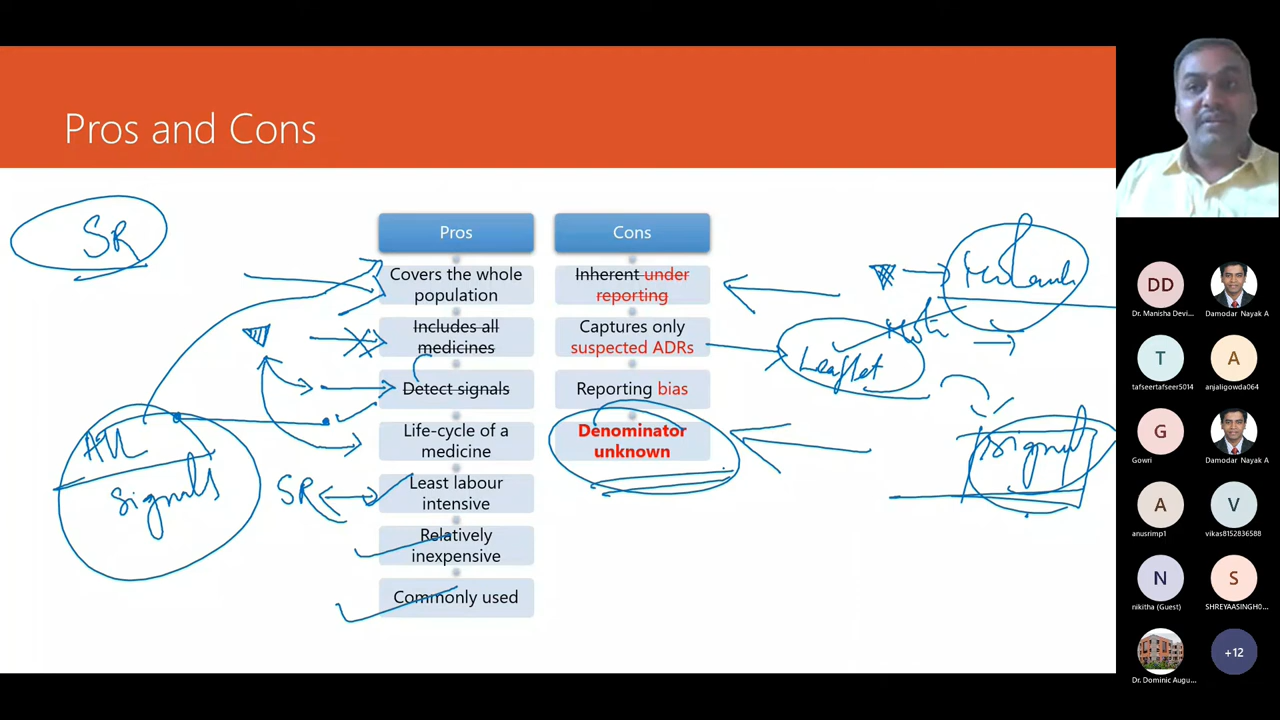 Pros and Cons
SR
Pros
Covers the whole
population
Includes all
medicines
Detect signals
Life-cycle of a
medicine
Least labour
intensive
Relatively
inexpensive
Commonly used
Cons
Inherent under
reporting
Captures only
suspected ADRs
Reporting bias
Denominator
unknown
All
signals
SR
Leaflet
signals
DD
Dr. Manisha Devi...
Damodar Nayak A
T
tafseertafseer5014
A
anjaligowda064
G
Gowri
Damodar Nayak A
A
anusrimp1
V
vikas8152836588
N
nikitha (Guest)
S
SHREYAASINGH0...
Dr. Dominic Augu...
+12